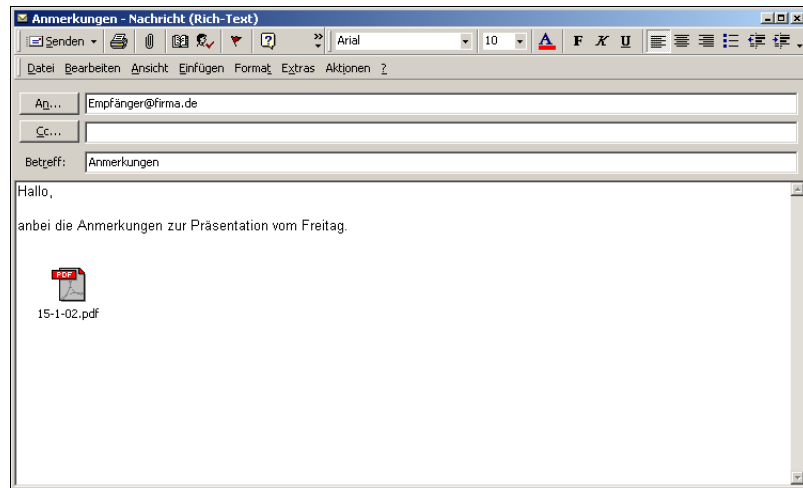 Anmerkungen - Nachricht (Rich-Text)
Senden Arial 10 A F K U
Datei Bearbeiten Ansicht Einfügen Format Extras Aktionen ?
An... Empfänger@firma.de
Cc...
Betreff: Anmerkungen
Hallo,
anbei die Anmerkungen zur Präsentation vom Freitag.
PDF
15-1-02.pdf